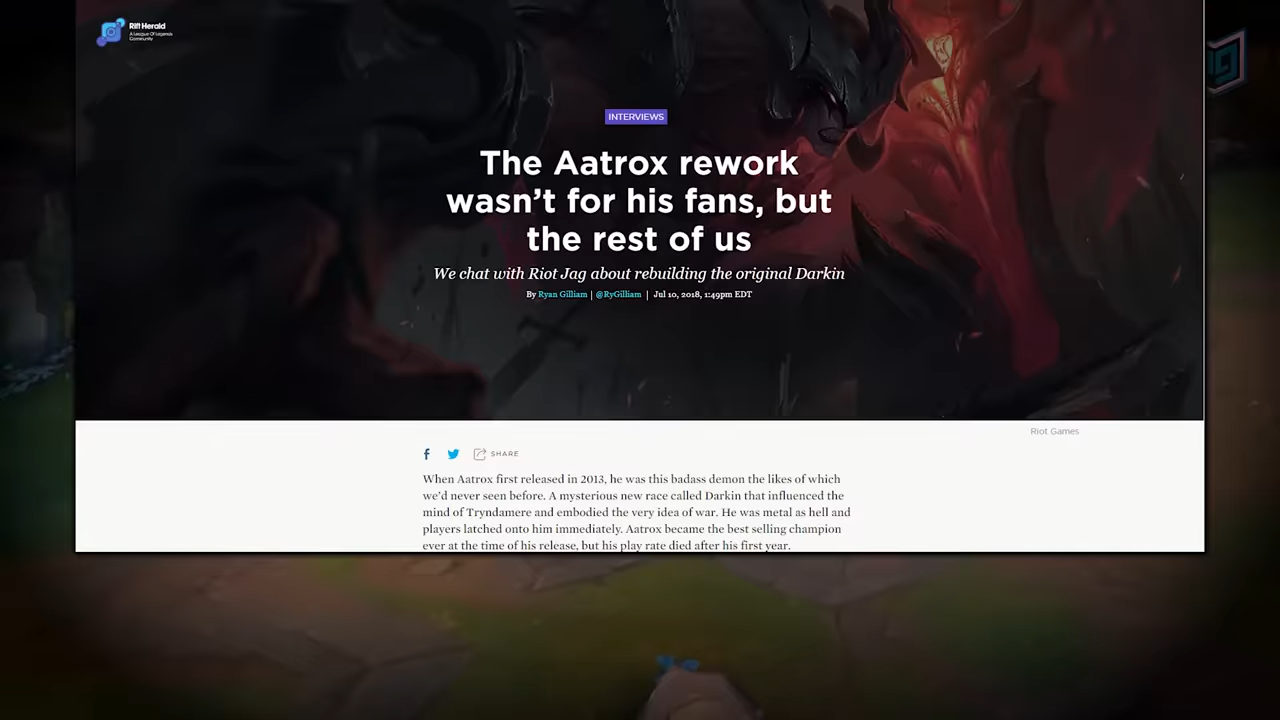 Rift Herald
A League Of Legends
Community
INTERVIEWS
The Aatrox rework
wasn't for his fans, but
the rest of us
We chat with Riot Jag about rebuilding the original Darkin
By Ryan Gilliam | @RyGilliam | Jul 10, 2018, 1:49pm EDT
Riot Games
SHARE
When Aatrox first released in 2013, he was this badass demon the likes of which
we'd never seen before. A mysterious new race called Darkin that influenced the
mind of Tryndamere and embodied the very idea of war. He was metal as hell and
players latched onto him immediately. Aatrox became the best selling champion
ever at the time of his release, but his play rate died after his first year.